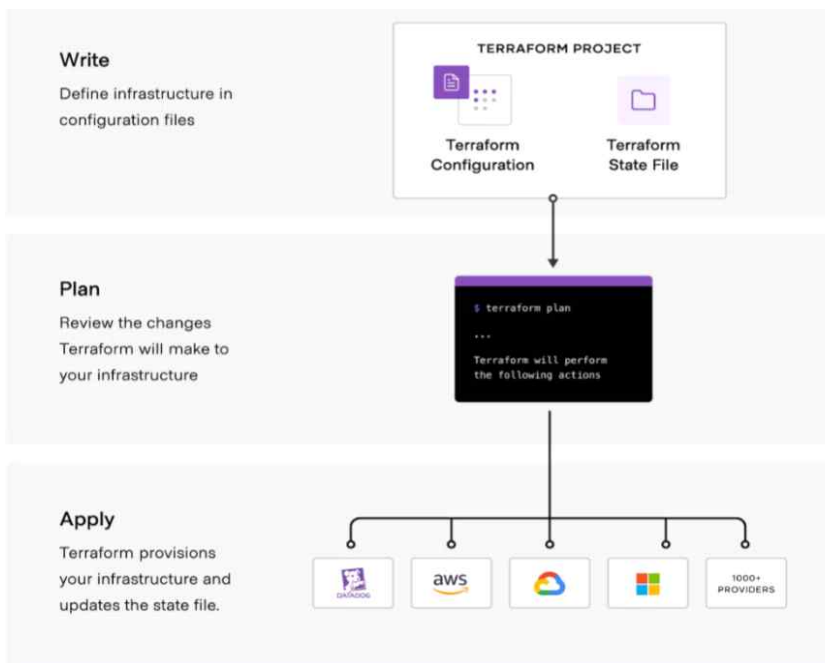 Write
Define infrastructure in
configuration files
TERRAFORM PROJECT
Terraform
Configuration
Terraform
State File
Plan
Review the changes
Terraform will make to
your infrastructure
$ terraform plan
...
Terraform will perform
the following actions
Apply
Terraform provisions
your infrastructure and
updates the state file.
DATADOG
aws
1000+
PROVIDERS